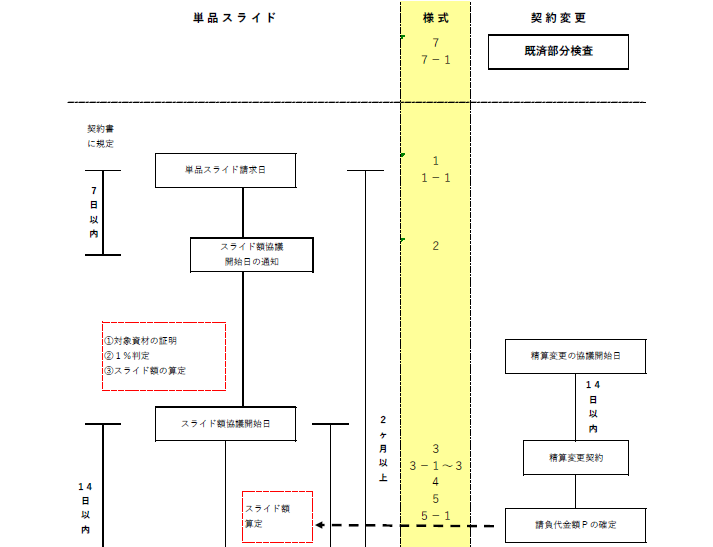 単品スライド
様式
契約変更
7
7－1
既済部分検査
契約書
に規定
単品スライド請求日
1
1－1
7日以内
スライド額協議
開始日の通知
2
①対象資材の証明
②１％判定
③スライド額の算定
精算変更の協議開始日
14日以内
スライド額協議開始日
2ヶ月以上
3
3－1～3
4
5
5－1
精算変更契約
14日以内
スライド額
算定
請負代金額Ｐの確定